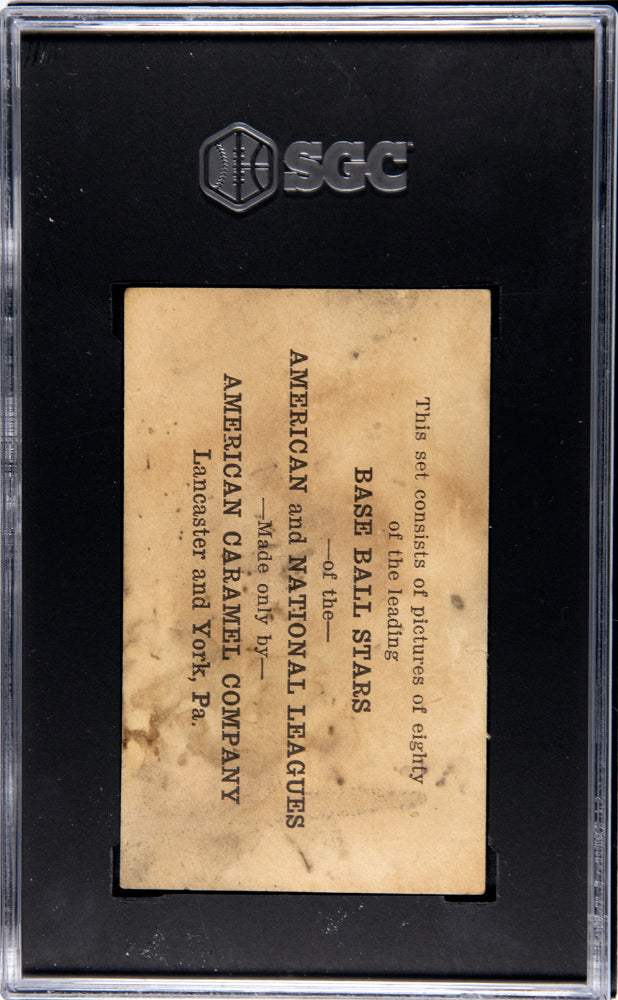 SGC
This set consists of pictures of eighty
of the leading
BASE BALL STARS
—of the—
AMERICAN and NATIONAL LEAGUES
—Made only by—
AMERICAN CARAMEL COMPANY
Lancaster and York, Pa.